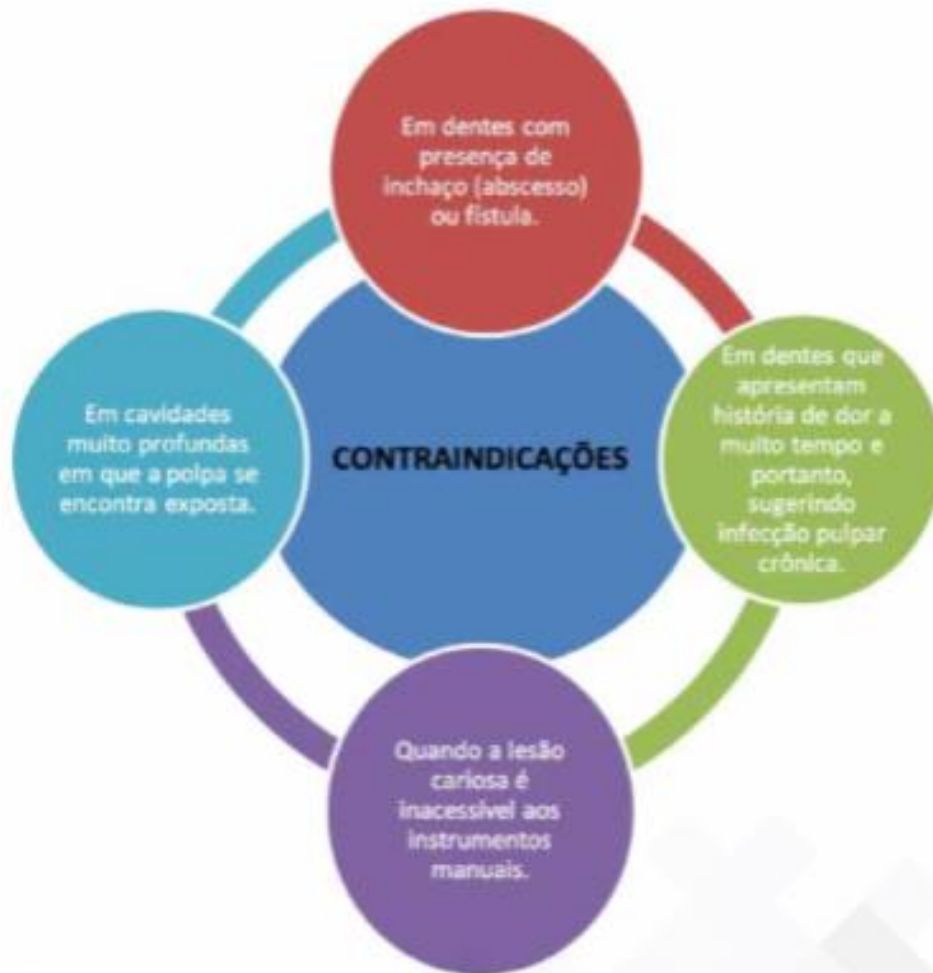 Em dentes com
presença de
inchaço (abscesso)
ou fístula.
Em dentes que
apresentam
história de dor a
muito tempo e
portanto,
sugerindo
infecção pulpar
crônica.
CONTRAINDICAÇÕES
Em cavidades
muito profundas
em que a polpa se
encontra exposta.
Quando a lesão
cariosa é
inacessível aos
instrumentos
manuais.